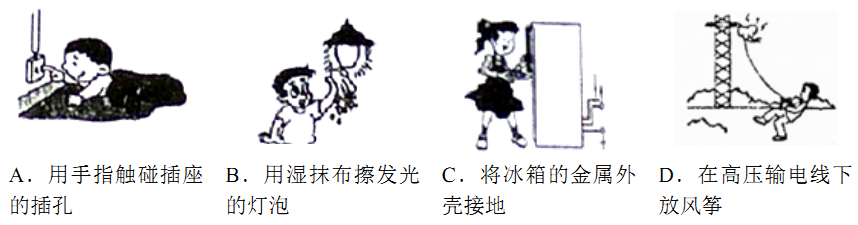 A．用手指触碰插座的插孔
B．用湿抹布擦发光的灯泡
C．将冰箱的金属外壳接地
D．在高压输电线下放风筝